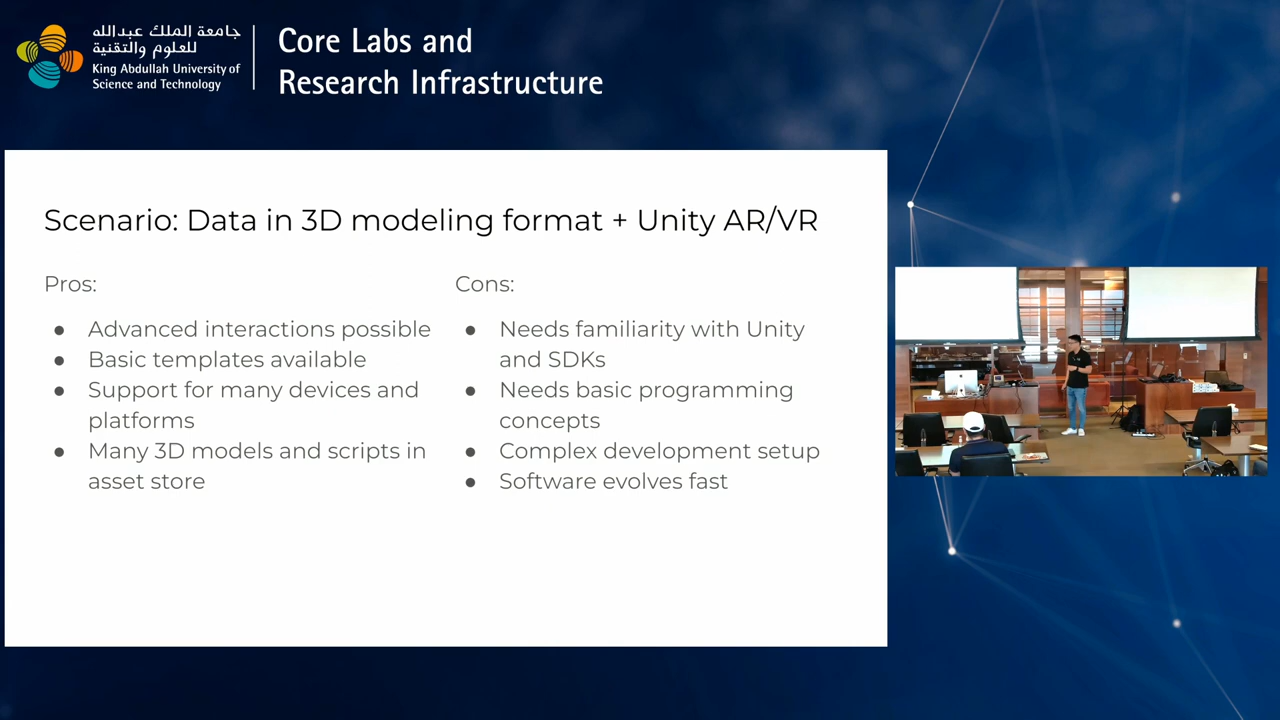 جامعة الملك عبدالله
للعلوم والتقنية
King Abdullah University of
Science and Technology
Core Labs and
Research Infrastructure
Scenario: Data in 3D modeling format + Unity AR/VR
Pros:
● Advanced interactions possible
● Basic templates available
● Support for many devices and
platforms
● Many 3D models and scripts in
asset store
Cons:
● Needs familiarity with Unity
and SDKs
● Needs basic programming
concepts
● Complex development setup
● Software evolves fast